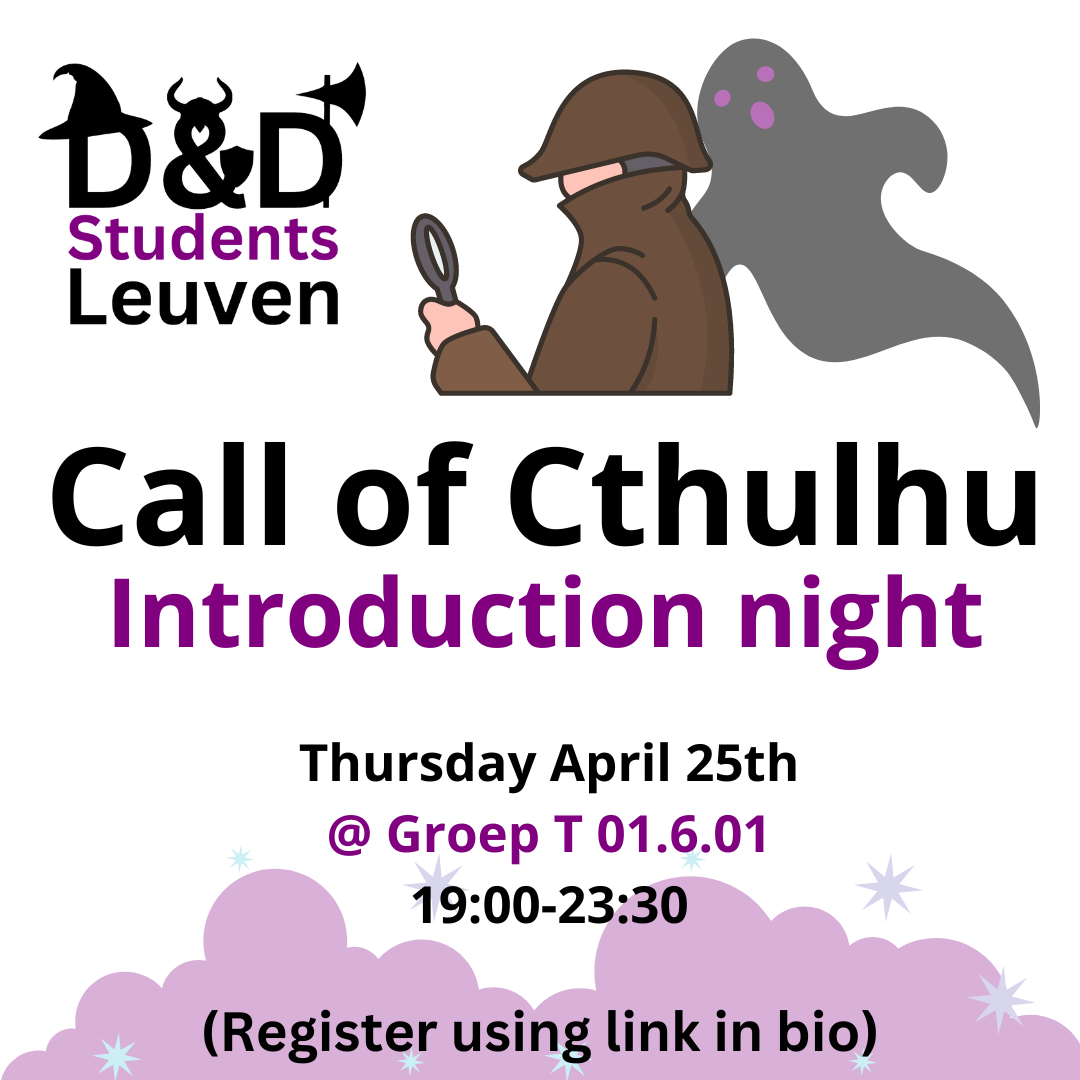 D&D
Students
Leuven
Call of Cthulhu
Introduction night
Thursday April 25th
@ Groep T 01.6.01
19:00-23:30
(Register using link in bio)